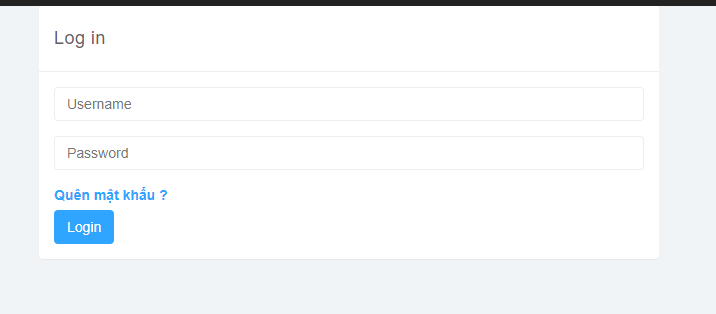 Log in
Username
Password
Quên mật khẩu ?
Login